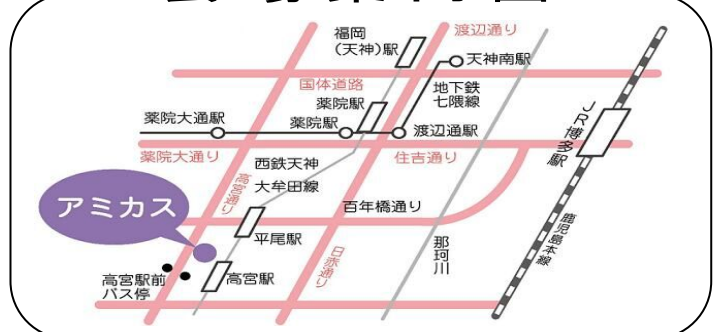 福岡
(天神)駅
渡辺通り
天神南駅
国体道路
地下鉄
七隈線
薬院駅
薬院大通駅
薬院駅
渡辺通駅
JR博多駅
薬院大通り
西鉄天神
大牟田線
住吉通り
高宮通り
アミカス
百年橋通り
平尾駅
日赤通り
那珂川
鹿児島本線
高宮駅前
バス停
高宮駅